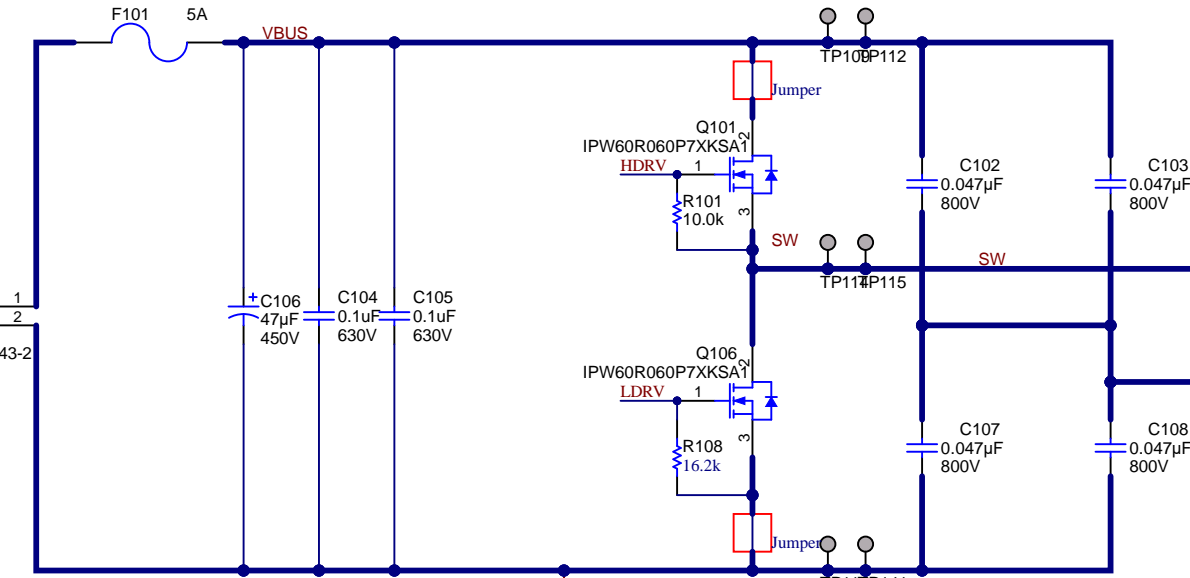 F101 5A
VBUS
TP109
TP112
Jumper
Q101
IPW60R060P7XKSA1
2
HDRV
1
R101
10.0k
3
SW
SW
TP114
TP115
C102
0.047µF
800V
C103
0.047µF
800V
1
2
43-2
+
C106
47µF
450V
C104
0.1uF
630V
C105
0.1uF
630V
Q106
IPW60R060P7XKSA1
2
LDRV
1
R108
16.2k
3
Jumper
C107
0.047µF
800V
C108
0.047µF
800V